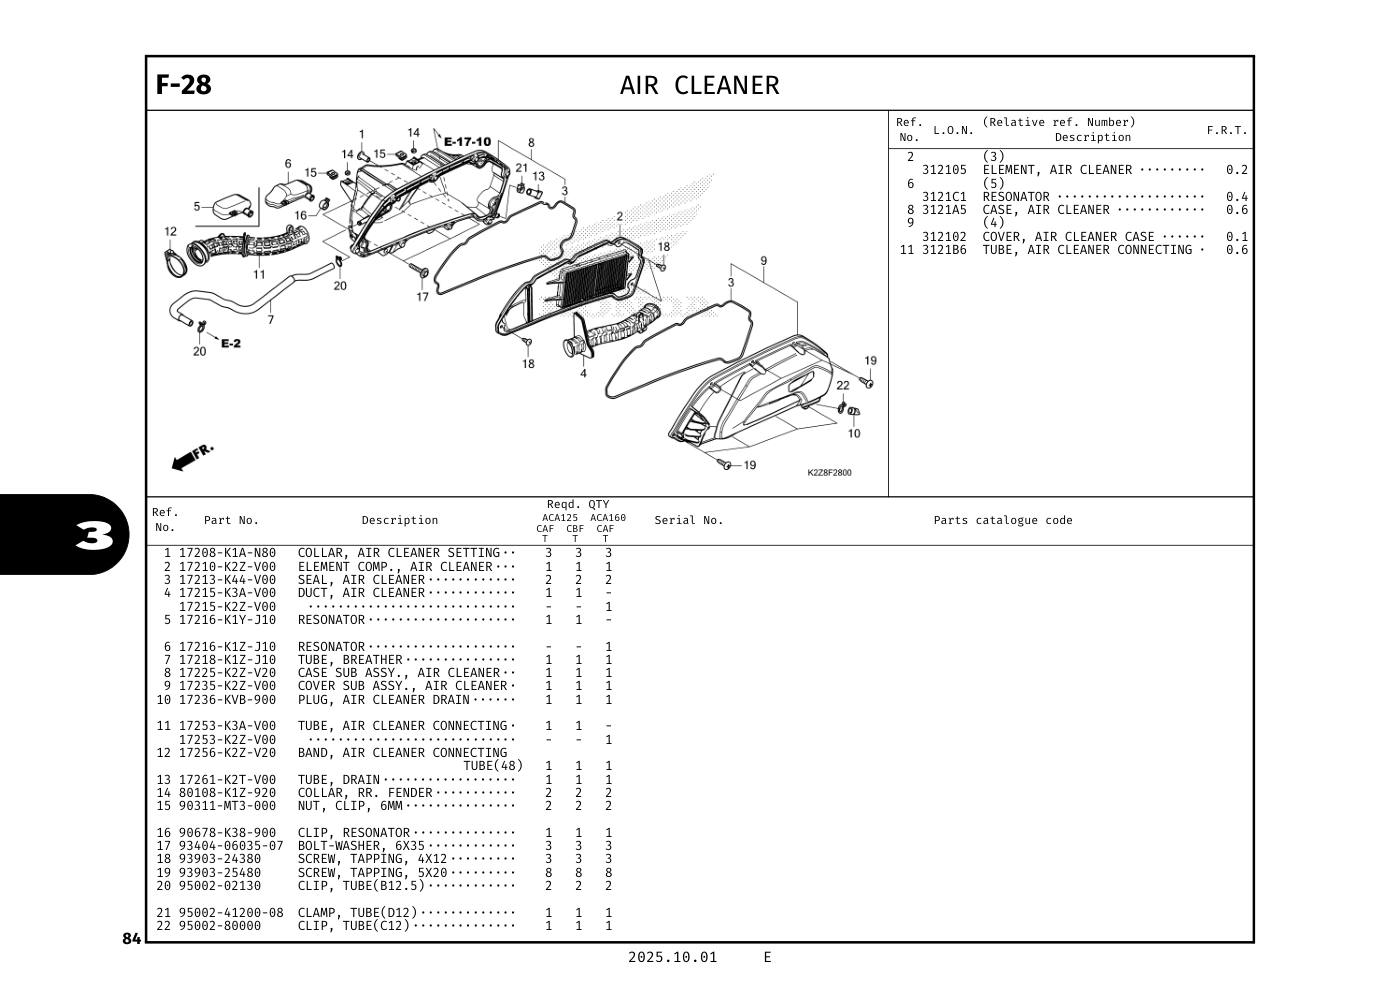 F-28
AIR CLEANER
1
14
E-17-10
8
14
15
15
6
21
13
3
5
16
2
12
18
9
11
20
3
17
7
20
E-2
18
4
19
22
10
19
FR.
K2Z8F2800
Ref. No. L.O.N. (Relative ref. Number) Description F.R.T.
2 (3)
312105 ELEMENT, AIR CLEANER ········· 0.2
6 (5)
3121C1 RESONATOR ···················· 0.4
8 3121A5 CASE, AIR CLEANER ············ 0.6
9 (4)
312102 COVER, AIR CLEANER CASE ······ 0.1
11 3121B6 TUBE, AIR CLEANER CONNECTING · 0.6
3
Reqd. QTY
Ref. No. Part No. Description ACA125 ACA160 Serial No. Parts catalogue code
CAF CBF CAF
T T T
1 17208-K1A-N80 COLLAR, AIR CLEANER SETTING·· 3 3 3
2 17210-K2Z-V00 ELEMENT COMP., AIR CLEANER··· 1 1 1
3 17213-K44-V00 SEAL, AIR CLEANER············ 2 2 2
4 17215-K3A-V00 DUCT, AIR CLEANER············ 1 1 -
17215-K2Z-V00 ···························· - - 1
5 17216-K1Y-J10 RESONATOR···················· 1 1 -
6 17216-K1Z-J10 RESONATOR···················· - - 1
7 17218-K1Z-J10 TUBE, BREATHER··············· 1 1 1
8 17225-K2Z-V20 CASE SUB ASSY., AIR CLEANER·· 1 1 1
9 17235-K2Z-V00 COVER SUB ASSY., AIR CLEANER· 1 1 1
10 17236-KVB-900 PLUG, AIR CLEANER DRAIN······ 1 1 1
11 17253-K3A-V00 TUBE, AIR CLEANER CONNECTING· 1 1 -
17253-K2Z-V00 ···························· - - 1
12 17256-K2Z-V20 BAND, AIR CLEANER CONNECTING
TUBE(48) 1 1 1
13 17261-K2T-V00 TUBE, DRAIN·················· 1 1 1
14 80108-K1Z-920 COLLAR, RR. FENDER··········· 2 2 2
15 90311-MT3-000 NUT, CLIP, 6MM··············· 2 2 2
16 90678-K38-900 CLIP, RESONATOR·············· 1 1 1
17 93404-06035-07 BOLT-WASHER, 6X35············ 3 3 3
18 93903-24380 SCREW, TAPPING, 4X12········· 3 3 3
19 93903-25480 SCREW, TAPPING, 5X20········· 8 8 8
20 95002-02130 CLIP, TUBE(B12.5)············ 2 2 2
21 95002-41200-08 CLAMP, TUBE(D12)············· 1 1 1
22 95002-80000 CLIP, TUBE(C12)·············· 1 1 1
84
2025.10.01 E